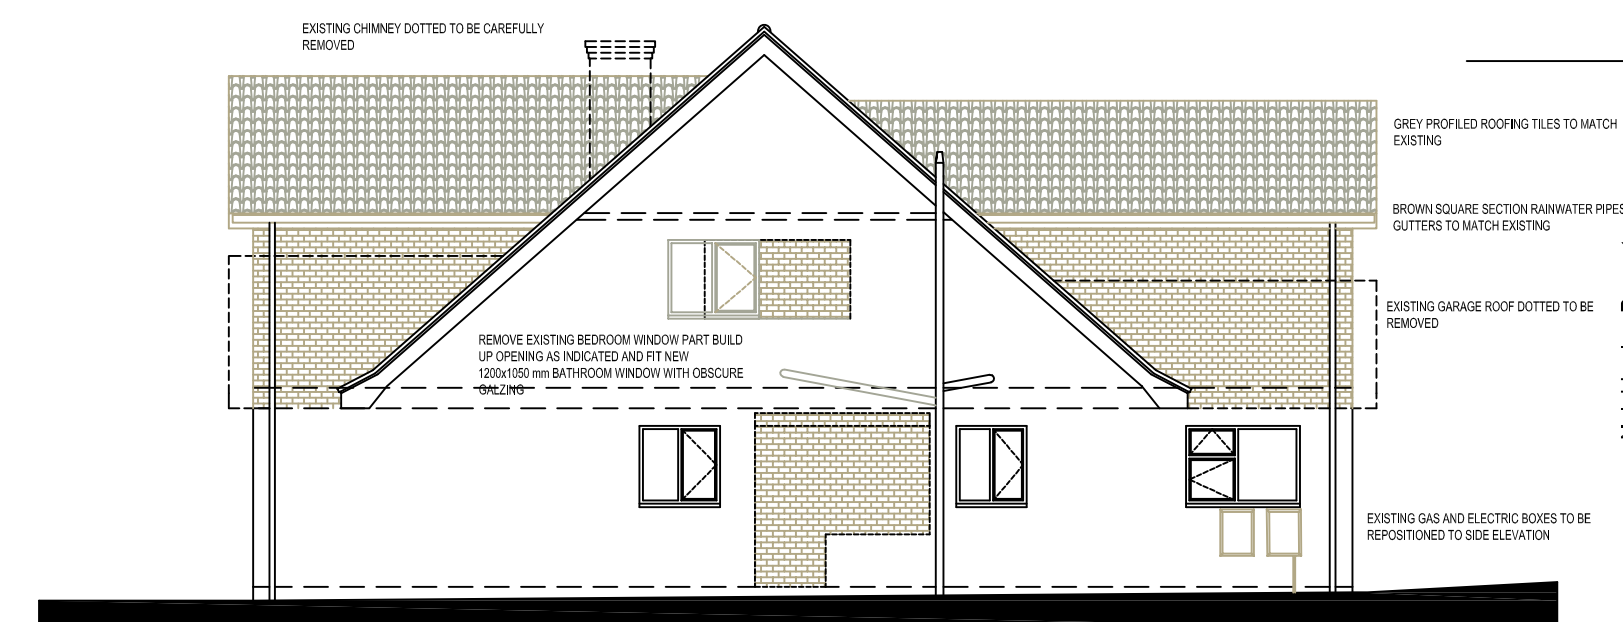 EXISTING CHIMNEY DOTTED TO BE CAREFULLY
REMOVED
GREY PROFILED ROOFING TILES TO MATCH
EXISTING
BROWN SQUARE SECTION RAINWATER PIPES
GUTTERS TO MATCH EXISTING
EXISTING GARAGE ROOF DOTTED TO BE
REMOVED
REMOVE EXISTING BEDROOM WINDOW PART BUILD
UP OPENING AS INDICATED AND FIT NEW
1200x1050 mm BATHROOM WINDOW WITH OBSCURE
GALZING
EXISTING GAS AND ELECTRIC BOXES TO BE
REPOSITIONED TO SIDE ELEVATION